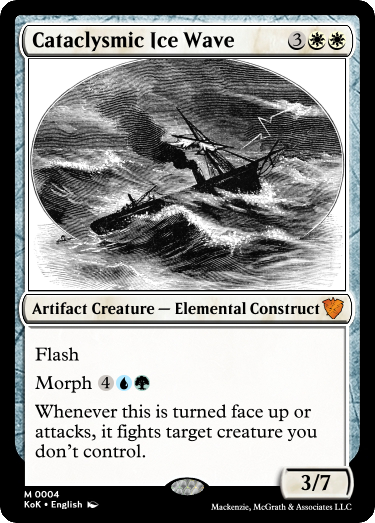 Cataclysmic Ice Wave 3
Artifact Creature — Elemental Construct
Flash
Morph 4
Whenever this is turned face up or
attacks, it fights target creature you
don't control.
3/7
M 0004
KoK • English
Mackenzie, McGrath & Associates LLC